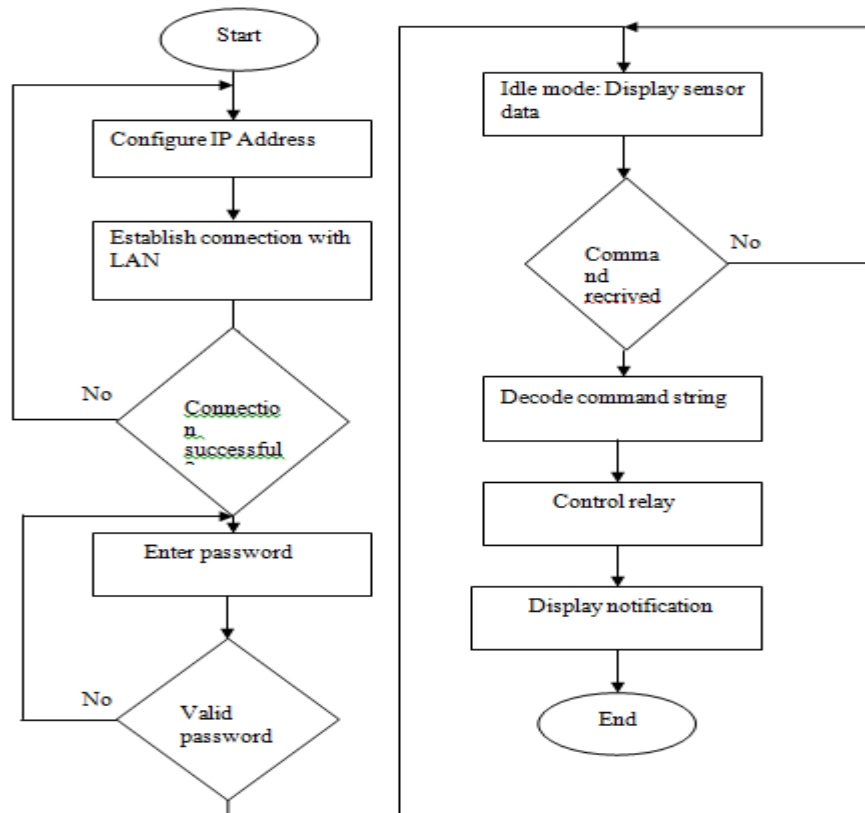 Start
Configure IP Address
Establish connection with
LAN
No
Connectio
n
successful
?
Enter password
No
Valid
password
Idle mode: Display sensor
data
No
Comma
nd
recrived
Decode command string
Control relay
Display notification
End